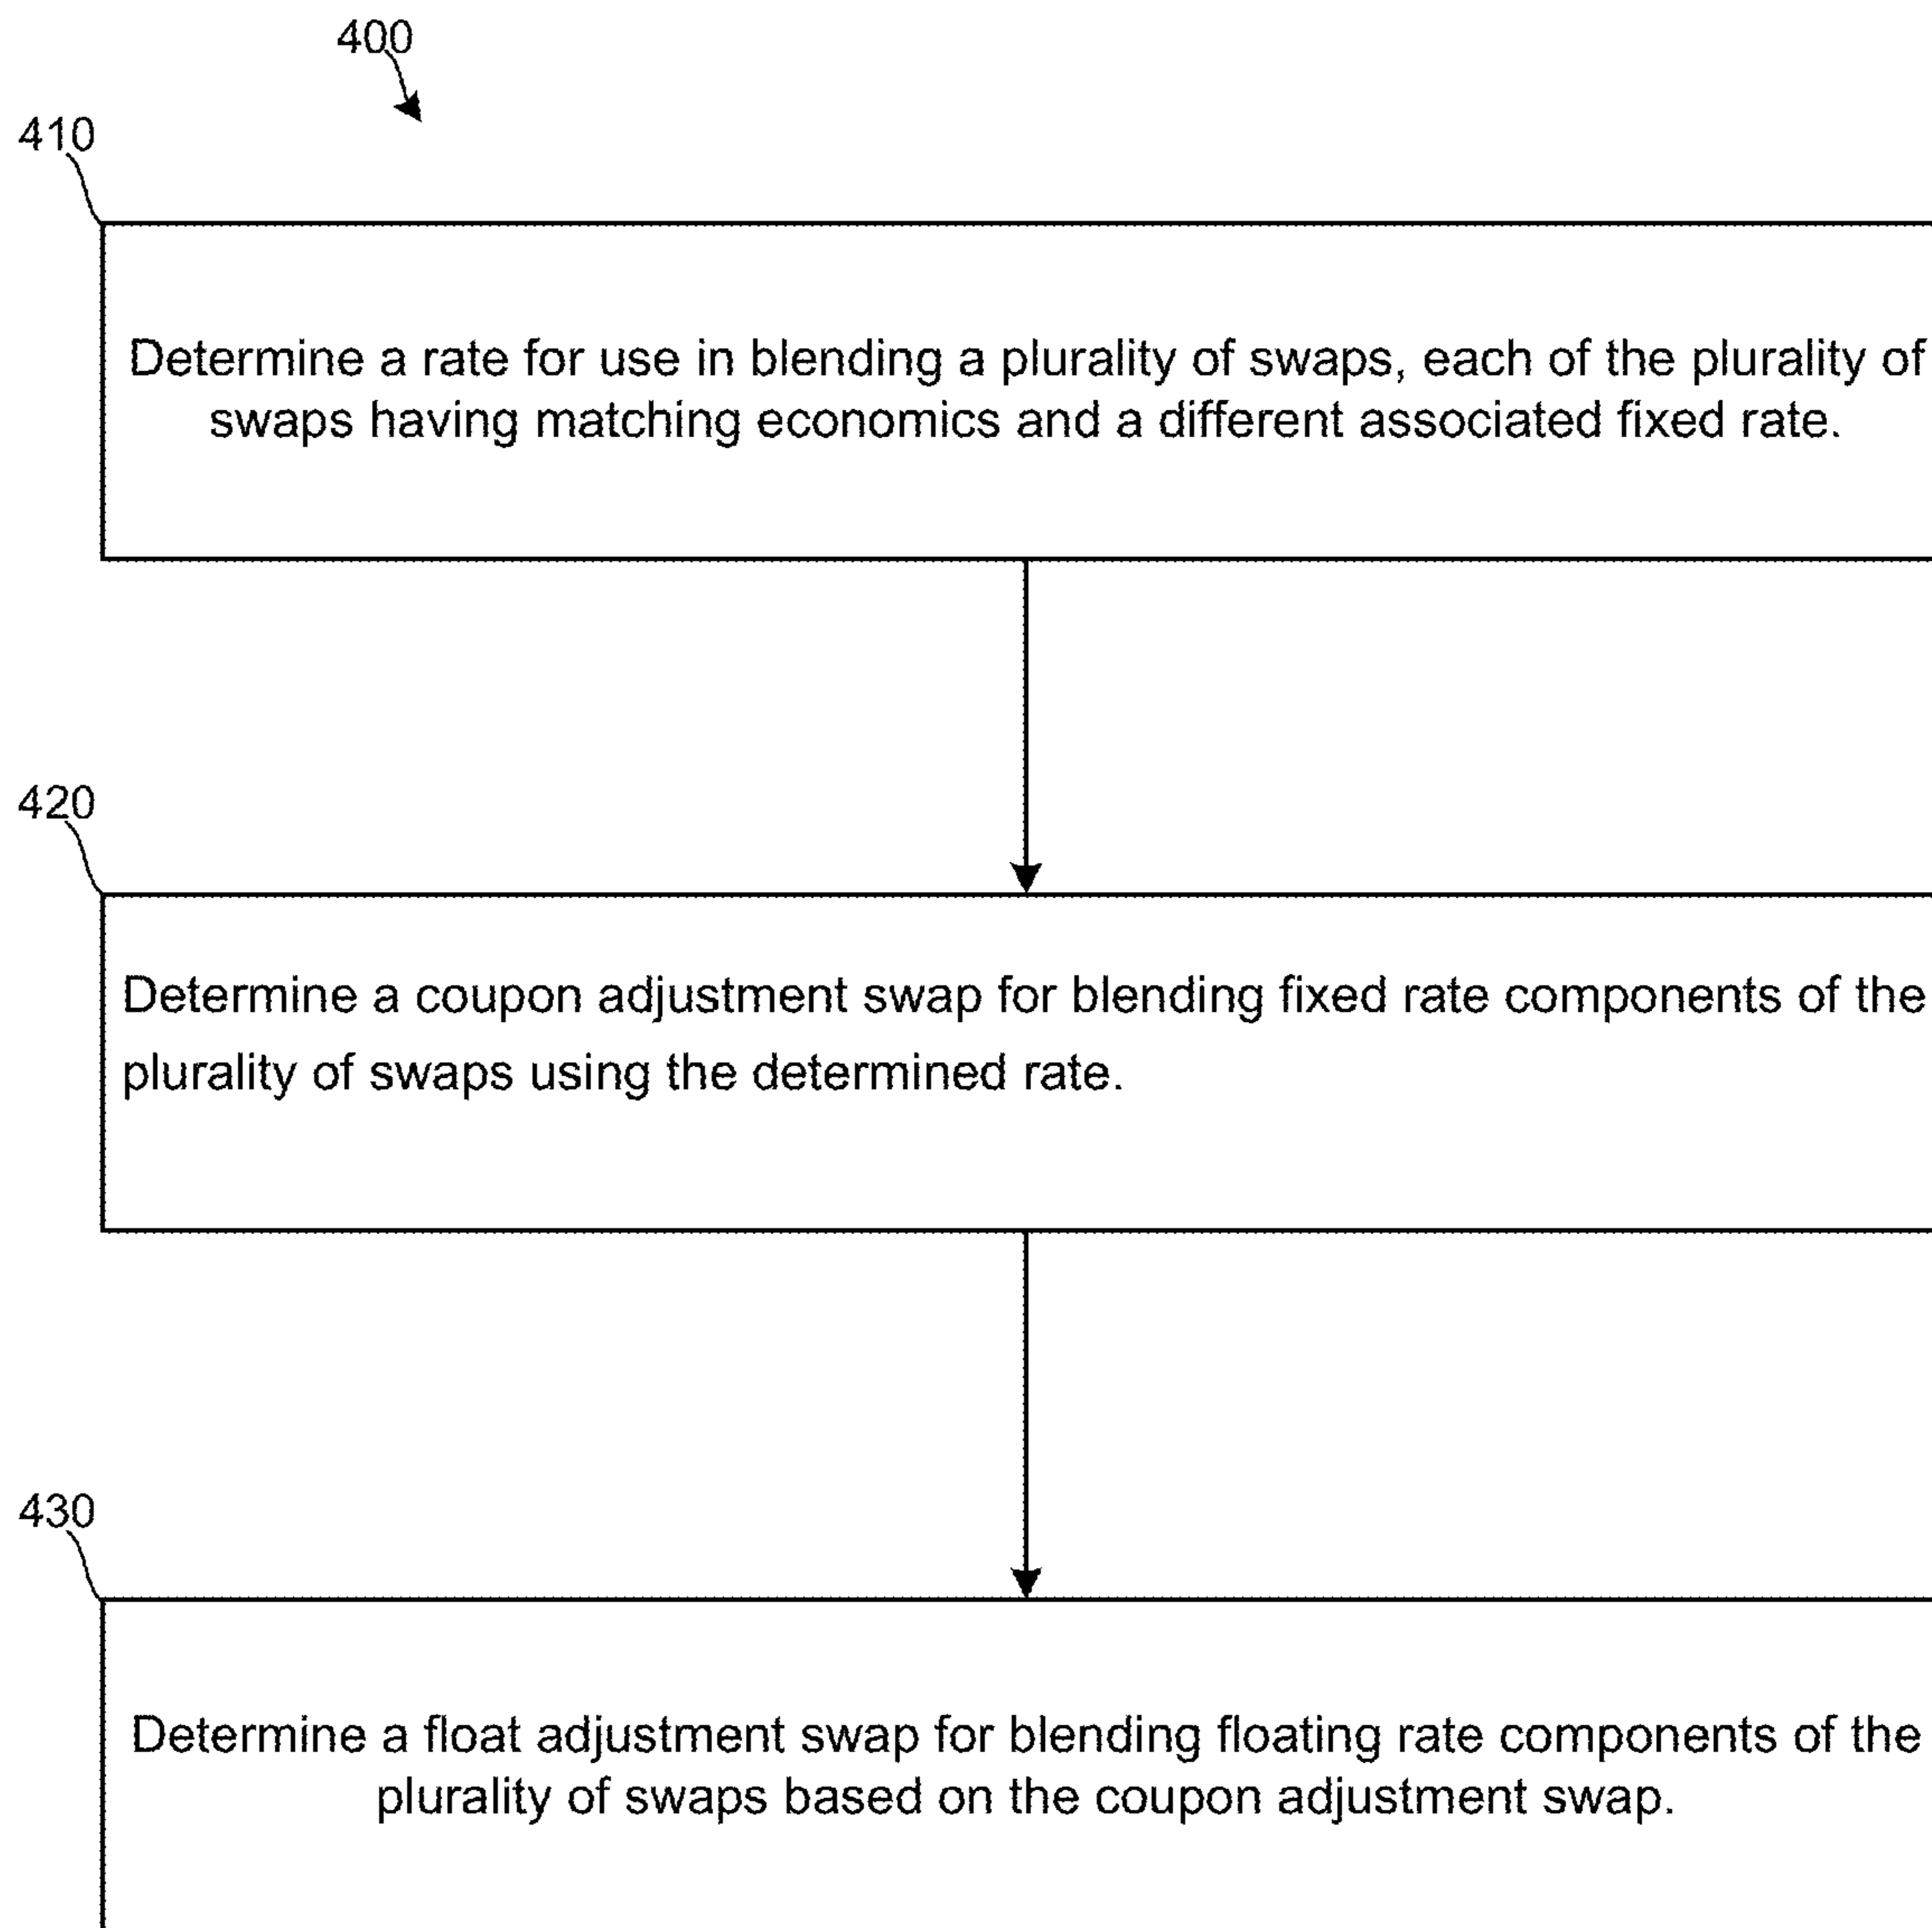 400
410
Determine a rate for use in blending a plurality of swaps, each of the plurality of
swaps having matching economics and a different associated fixed rate.
420
Determine a coupon adjustment swap for blending fixed rate components of the
plurality of swaps using the determined rate.
430
Determine a float adjustment swap for blending floating rate components of the
plurality of swaps based on the coupon adjustment swap.